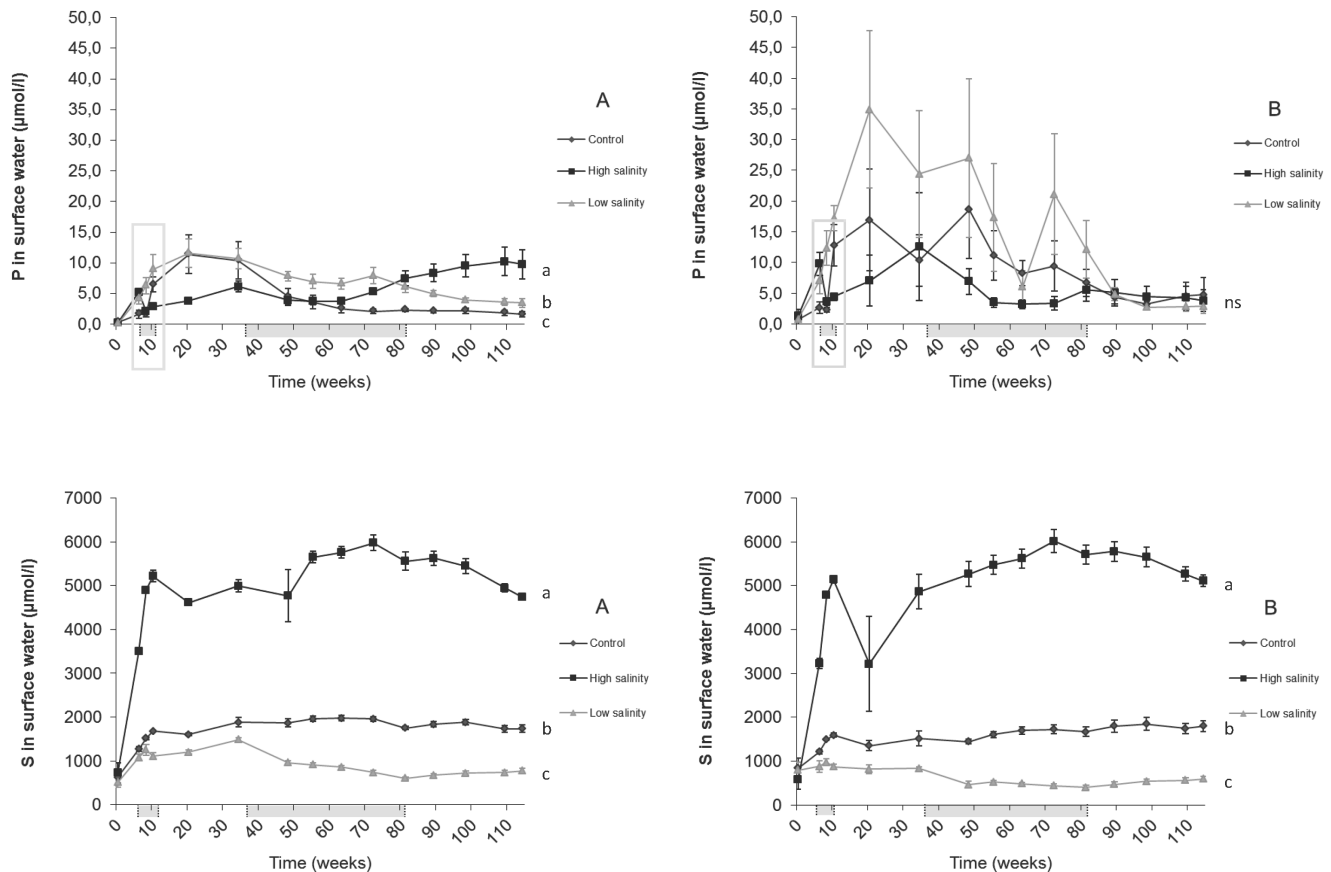 P in surface water (µmol/l)
50,0
45,0
40,0
35,0
30,0
25,0
20,0
15,0
10,0
5,0
0,0
0 10 20 30 40 50 60 70 80 90 100 110
Time (weeks)
A
Control
High salinity
Low salinity
a
b
c
P in surface water (µmol/l)
50,0
45,0
40,0
35,0
30,0
25,0
20,0
15,0
10,0
5,0
0,0
0 10 20 30 40 50 60 70 80 90 100 110
Time (weeks)
B
Control
High salinity
Low salinity
ns
S in surface water (µmol/l)
7000
6000
5000
4000
3000
2000
1000
0
0 10 20 30 40 50 60 70 80 90 100 110
Time (weeks)
A
Control
High salinity
Low salinity
a
b
c
S in surface water (µmol/l)
7000
6000
5000
4000
3000
2000
1000
0
0 10 20 30 40 50 60 70 80 90 100 110
Time (weeks)
B
Control
High salinity
Low salinity
a
b
c